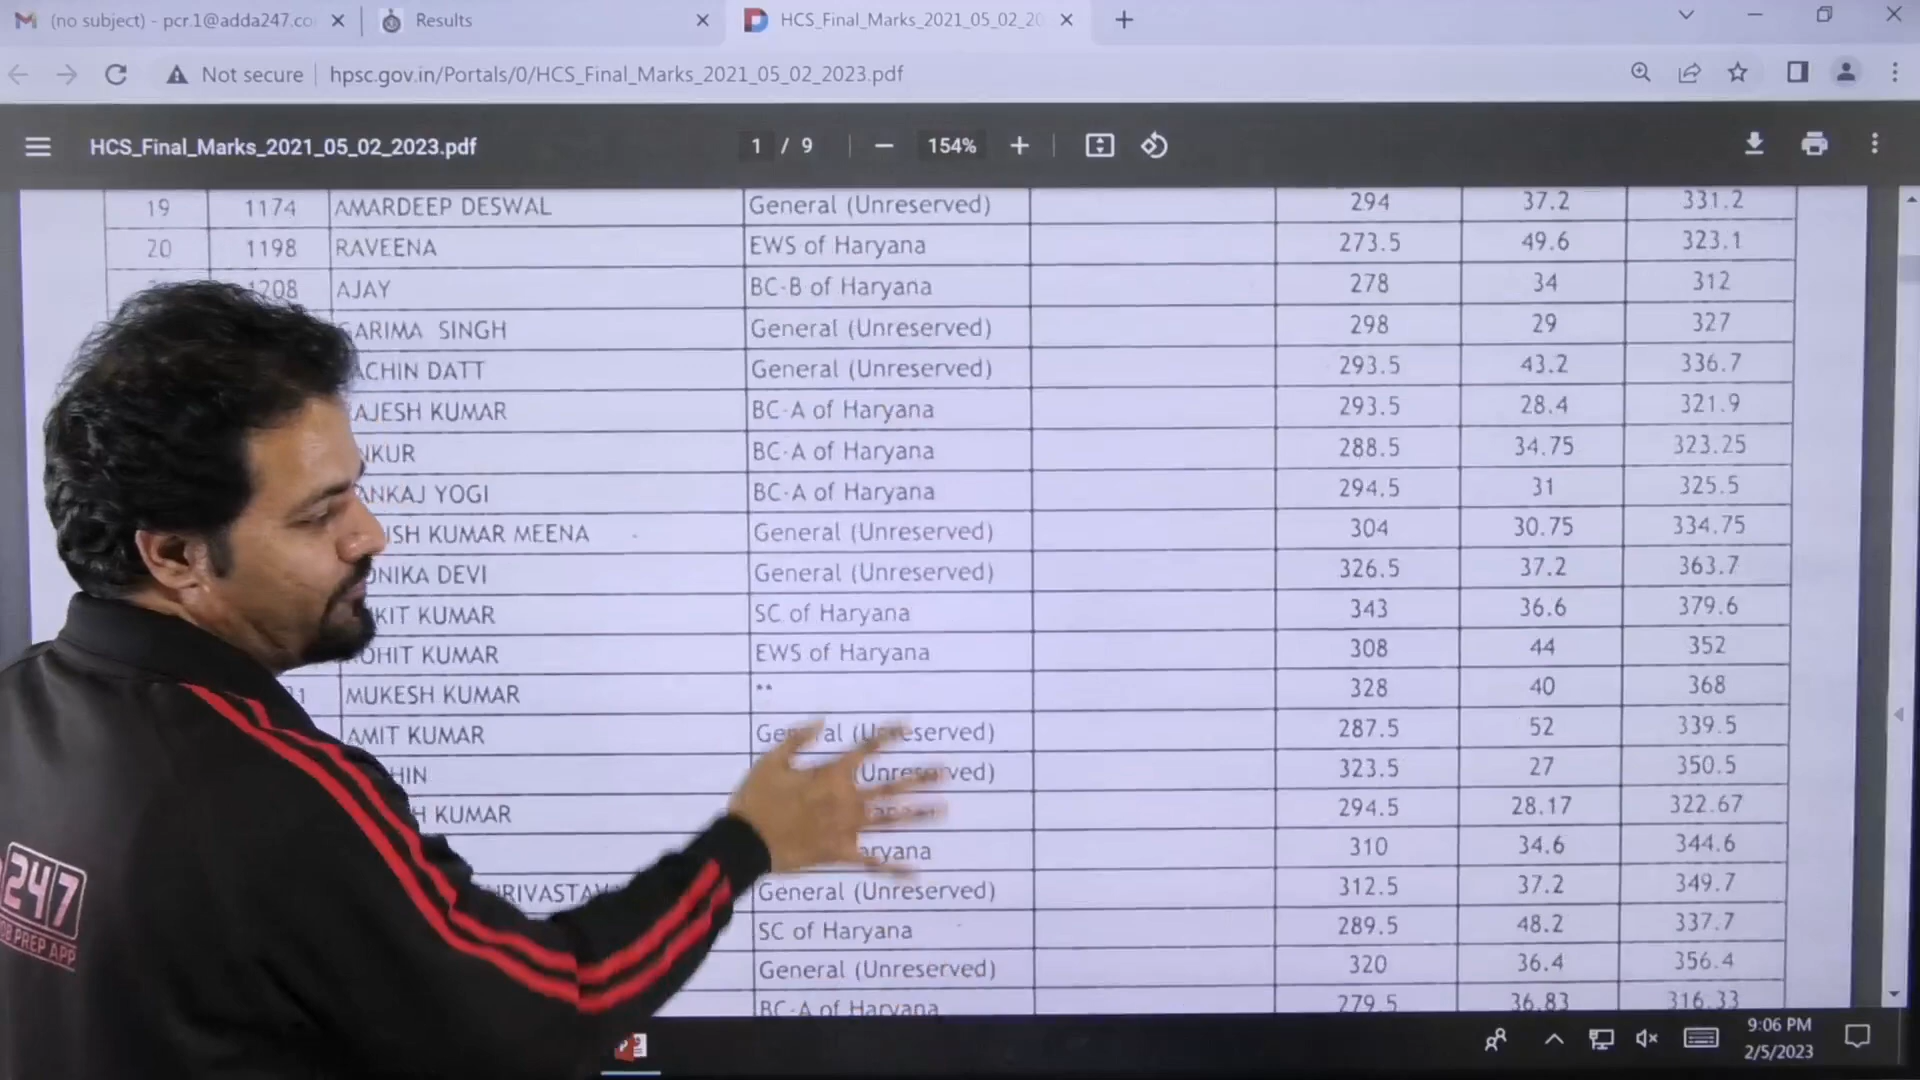 (no subject) - pcr.1@adda247.co
Results
HCS_Final_Marks_2021_05_02_20
Not secure hpsc.gov.in/Portals/0/HCS_Final_Marks_2021_05_02_2023.pdf
HCS_Final_Marks_2021_05_02_2023.pdf 1 / 9 154%
19 1174 AMARDEEP DESWAL General (Unreserved) 294 37.2 331.2
20 1198 RAVEENA EWS of Haryana 273.5 49.6 323.1
1208 AJAY BC-B of Haryana 278 34 312
GARIMA SINGH General (Unreserved) 298 29 327
ACHIN DATT General (Unreserved) 293.5 43.2 336.7
AJESH KUMAR BC-A of Haryana 293.5 28.4 321.9
NKUR BC-A of Haryana 288.5 34.75 323.25
ANKAJ YOGI BC-A of Haryana 294.5 31 325.5
ISH KUMAR MEENA General (Unreserved) 304 30.75 334.75
ONIKA DEVI General (Unreserved) 326.5 37.2 363.7
KIT KUMAR SC of Haryana 343 36.6 379.6
OHIT KUMAR EWS of Haryana 308 44 352
1 MUKESH KUMAR ** 328 40 368
AMIT KUMAR General (Unreserved) 287.5 52 339.5
HIN (Unreserved) 323.5 27 350.5
H KUMAR 294.5 28.17 322.67
aryana 310 34.6 344.6
HRIVASTAV General (Unreserved) 312.5 37.2 349.7
SC of Haryana 289.5 48.2 337.7
General (Unreserved) 320 36.4 356.4
BC-A of Haryana 279.5 36.83 316.33
247
JOB PREP APP
9:06 PM
2/5/2023